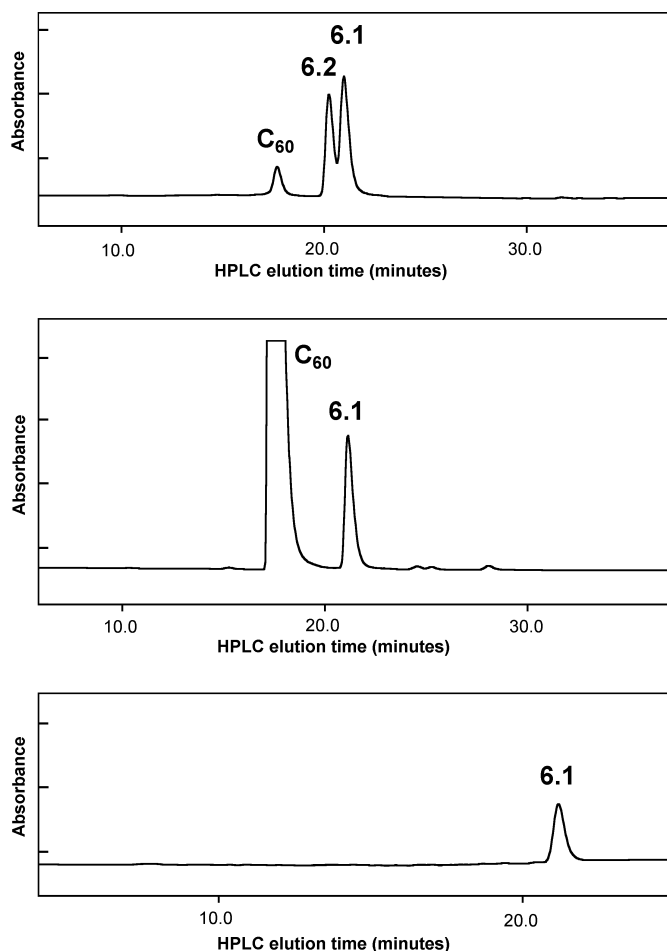 6.1
6.2
C60
Absorbance
10.0 20.0 30.0
HPLC elution time (minutes)
C60
6.1
Absorbance
10.0 20.0 30.0
HPLC elution time (minutes)
6.1
Absorbance
10.0 20.0
HPLC elution time (minutes)